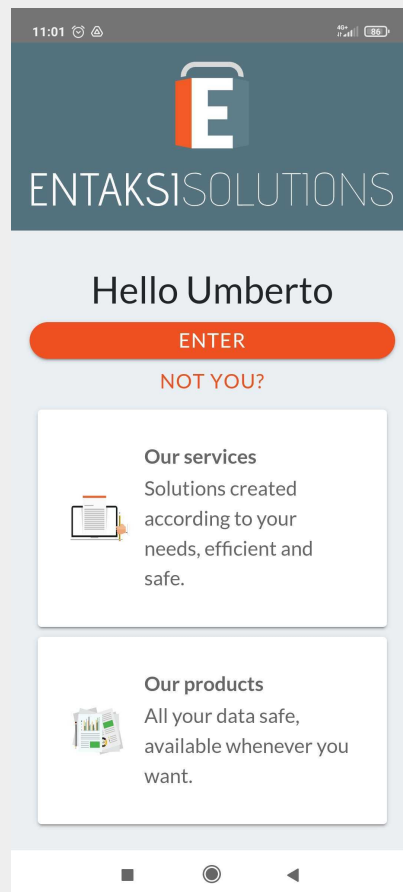 11:01
4G+
86
E
ENTAKSISOLUTIONS
Hello Umberto
ENTER
NOT YOU?
Our services
Solutions created
according to your
needs, efficient and
safe.
Our products
All your data safe,
available whenever you
want.